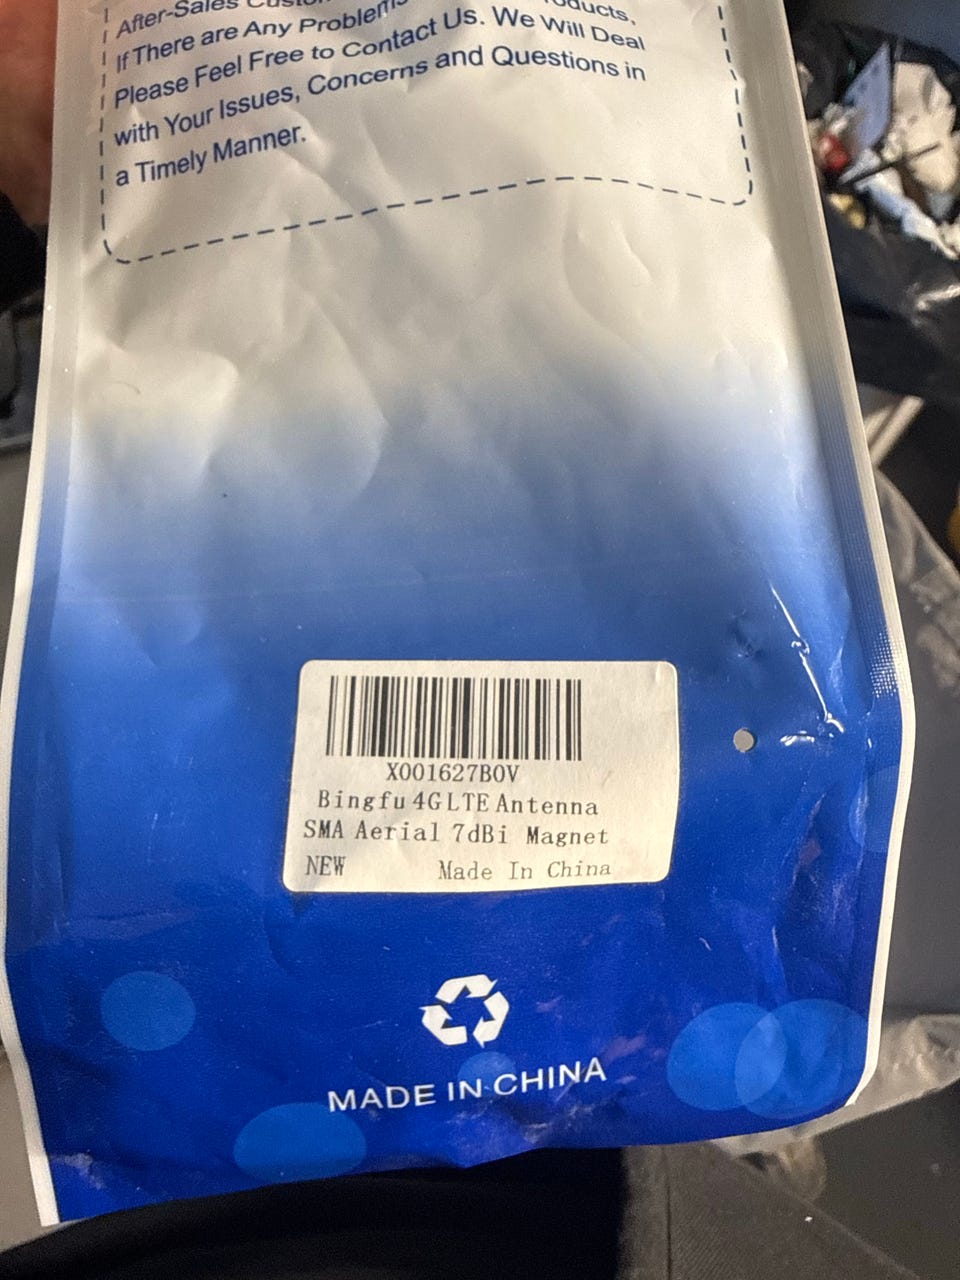 After-Sales
If There are Any Problems
Please Feel Free to Contact Us. We Will Deal
with Your Issues, Concerns and Questions in
a Timely Manner.
X001627B0V
Bingfu 4G LTE Antenna
SMA Aerial 7dBi Magnet
NEW Made In China
MADE IN CHINA